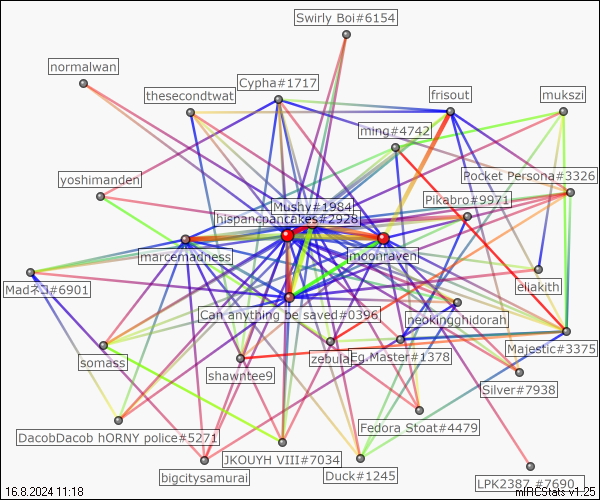 Swirly Boi#6154
normalwan
Cypha#1717
thesecondtwat
frisout
mukszi
ming#4742
Pocket Persona#3326
yoshimanden
Pikabro#9971
Mushy#1984
hispancpancakes#2928
marcemadness
moonraven
Madネコ#6901
eliakith
Can anything be saved#0396
neokingghidorah
Majestic#3375
somass
shawntee9
zebula
Eg.Master#1378
Silver#7938
Fedora Stoat#4479
DacobDacob hORNY police#5271
JKOUYH VIII#7034
bigcitysamurai
Duck#1245
LPK2387 #7690
16.8.2024 11:18
mIRCStats v1.25